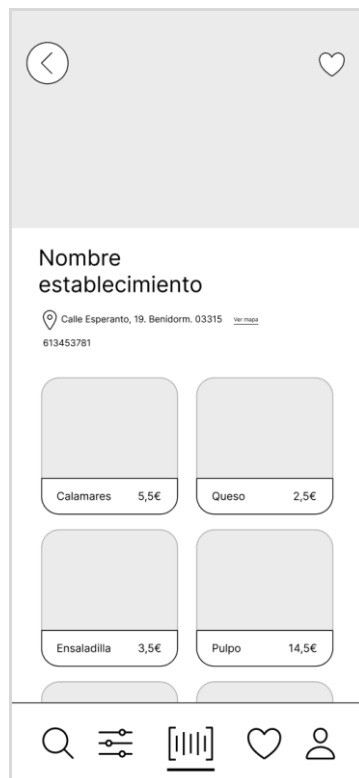 Nombre
establecimiento
Calle Esperanto, 19. Benidorm. 03315 Ver mapa
613453781
Calamares 5,5€ Queso 2,5€
Ensaladilla 3,5€ Pulpo 14,5€